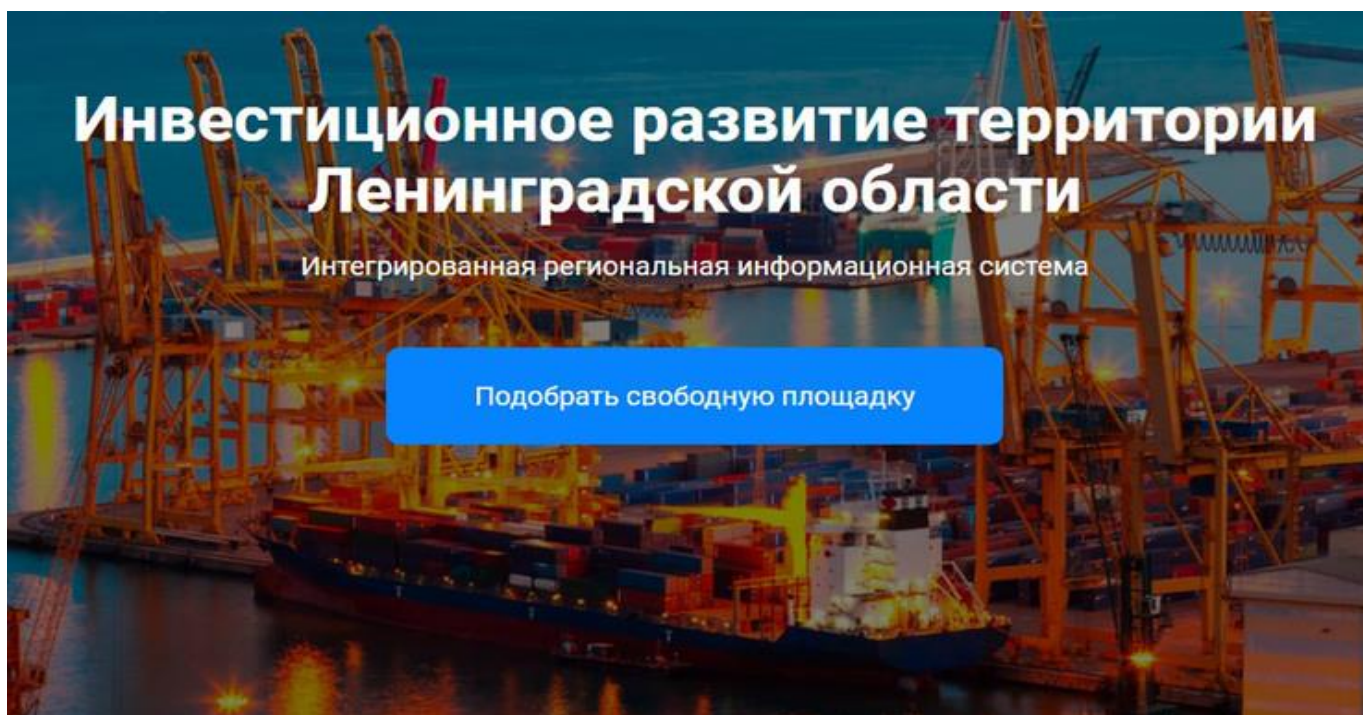 Инвестиционное развитие территории
Ленинградской области
Интегрированная региональная информационная система
Подобрать свободную площадку